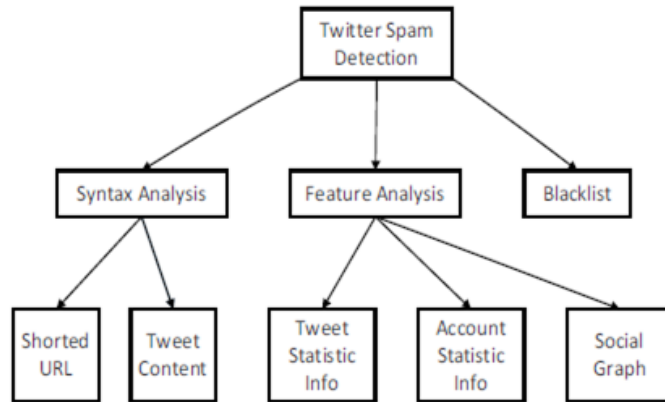 Twitter Spam
Detection
Syntax Analysis
Feature Analysis
Blacklist
Shorted
URL
Tweet
Content
Tweet
Statistic
Info
Account
Statistic
Info
Social
Graph